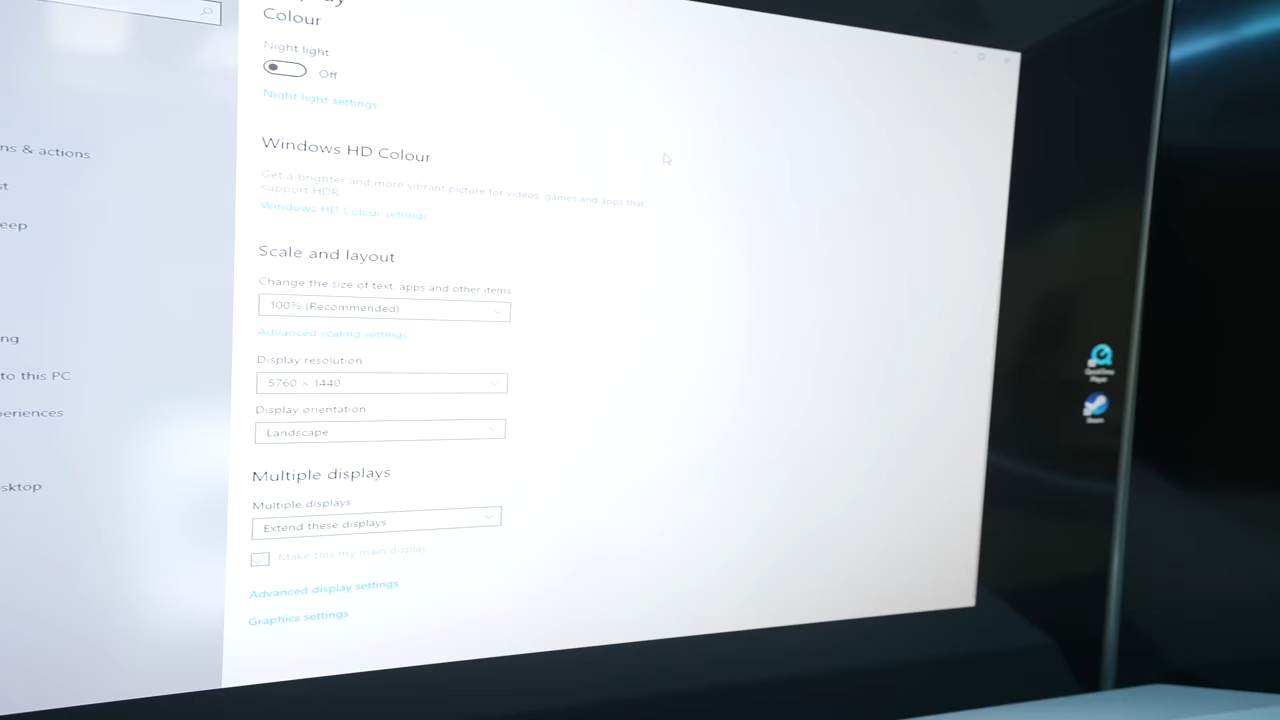 Colour
Night light
Off
Night light settings
ns & actions
Windows HD Colour
st
Get a brighter and more vibrant picture for videos, games and apps that
support HDR.
Windows HD Colour settings
eep
Scale and layout
Change the size of text, apps and other items
100% (Recommended)
Advanced scaling settings
ng
Display resolution
to this PC
5760 × 1440
periences
Display orientation
Landscape
Multiple displays
sktop
Multiple displays
Extend these displays
Make this my main display
Advanced display settings
Graphics settings
QuickTime
Player
Steam